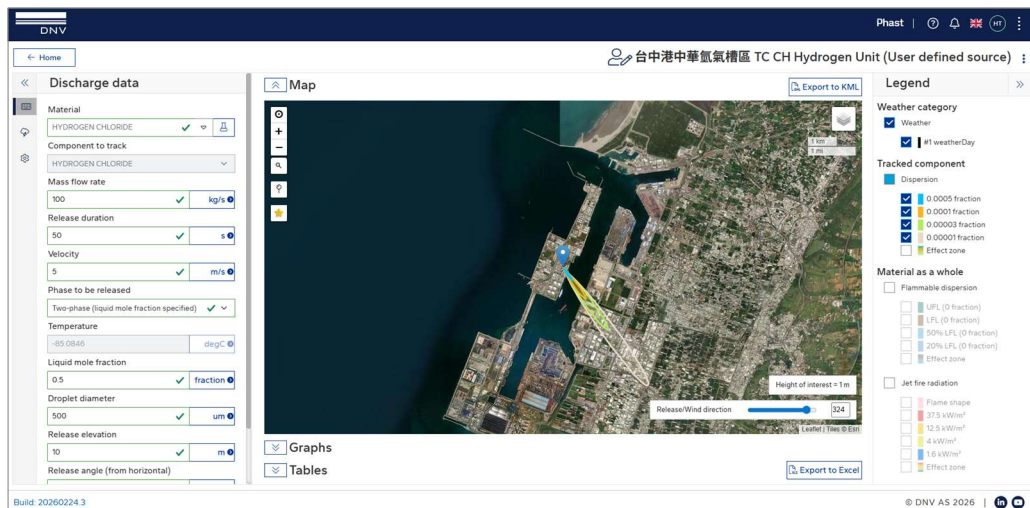 DNV
Phast
HT
← Home
台中港中華氫氣槽區 TC CH Hydrogen Unit (User defined source)
Discharge data
Material
HYDROGEN CHLORIDE
Component to track
HYDROGEN CHLORIDE
Mass flow rate
100 kg/s
Release duration
50 s
Velocity
5 m/s
Phase to be released
Two-phase (liquid mole fraction specified)
Temperature
-85.0846 degC
Liquid mole fraction
0.5 fraction
Droplet diameter
500 um
Release elevation
10 m
Release angle (from horizontal)
Map
Export to KML
1 km
1 mi
Height of interest = 1 m
Release/Wind direction 324
Leaflet | Tiles © Esri
Graphs
Tables
Export to Excel
Legend
Weather category
Weather
#1 weatherDay
Tracked component
Dispersion
0.0005 fraction
0.0001 fraction
0.00003 fraction
0.00001 fraction
Effect zone
Material as a whole
Flammable dispersion
UFL (0 fraction)
LFL (0 fraction)
50% LFL (0 fraction)
20% LFL (0 fraction)
Effect zone
Jet fire radiation
Flame shape
37.5 kW/m²
12.5 kW/m²
4 kW/m²
1.6 kW/m²
Effect zone
Build: 20260224.3
© DNV AS 2026 |